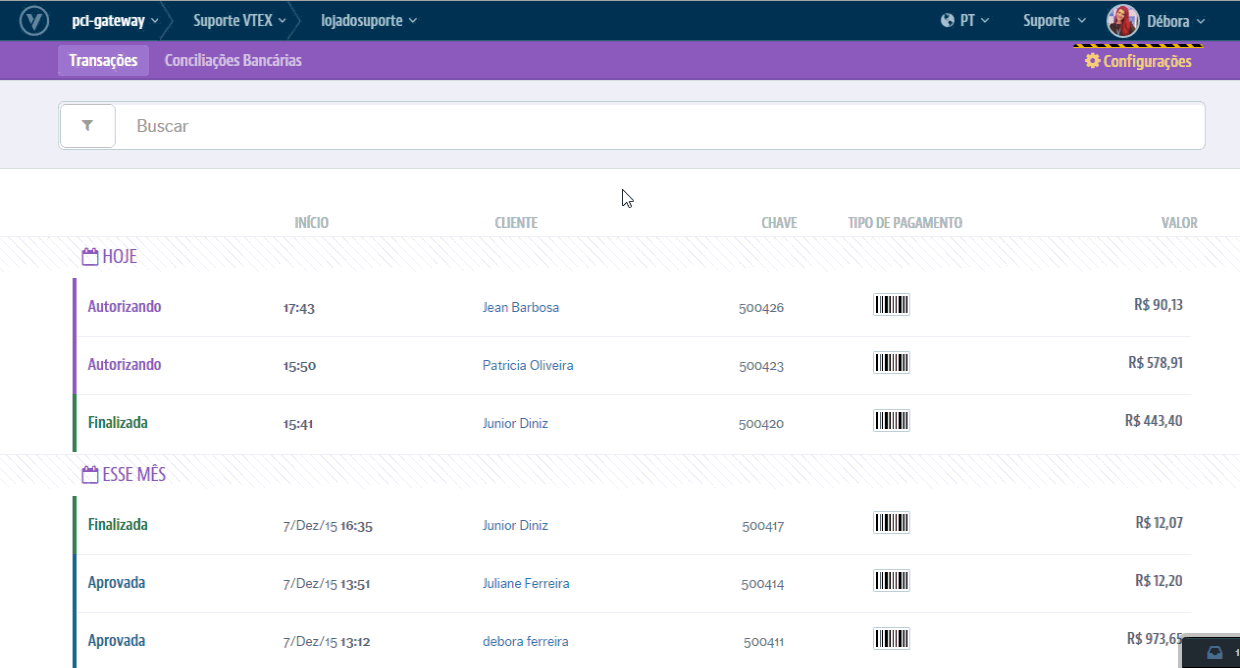 pci-gateway Suporte VTEX lojadosuporte PT Suporte Débora
Transações Conciliações Bancárias Configurações
Buscar
INÍCIO CLIENTE CHAVE TIPO DE PAGAMENTO VALOR
HOJE
Autorizando 17:43 Jean Barbosa 500426 R$ 90,13
Autorizando 15:50 Patricia Oliveira 500423 R$ 578,91
Finalizada 15:41 Junior Diniz 500420 R$ 443,40
ESSE MÊS
Finalizada 7/Dez/15 16:35 Junior Diniz 500417 R$ 12,07
Aprovada 7/Dez/15 13:51 Juliane Ferreira 500414 R$ 12,20
Aprovada 7/Dez/15 13:12 debora ferreira 500411 R$ 973,65